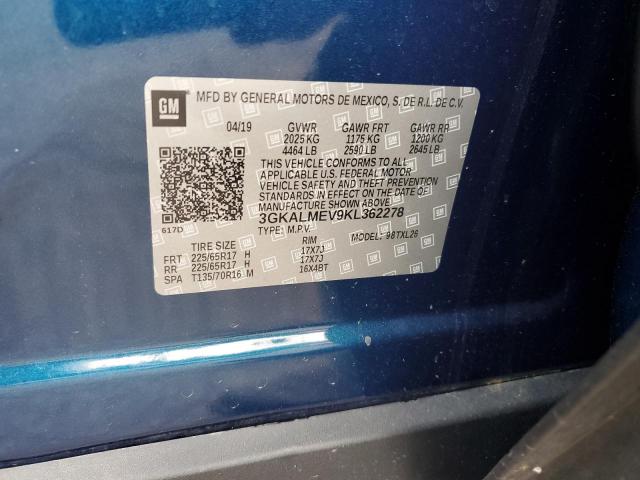 GM
MFD BY GENERAL MOTORS DE MEXICO, S. DE R.L. DE C.V.
04/19 GVWR GAWR FRT GAWR RR
2025 KG 1175 KG 1200 KG
4464 LB 2590 LB 2645 LB
THIS VEHICLE CONFORMS TO ALL
APPLICABLE U.S. FEDERAL MOTOR
VEHICLE SAFETY AND THEFT PREVENTION
STANDARDS IN EFFECT ON THE DATE OF
MANUFACTURE SHOWN ABOVE.
617D
3GKALMEV9KL362278
TYPE: M.P.V. MODEL: 98TXL26
TIRE SIZE RIM
FRT 225/65R17 H 17X7J
RR 225/65R17 H 17X7J
SPA T135/70R16 M 16X4BT